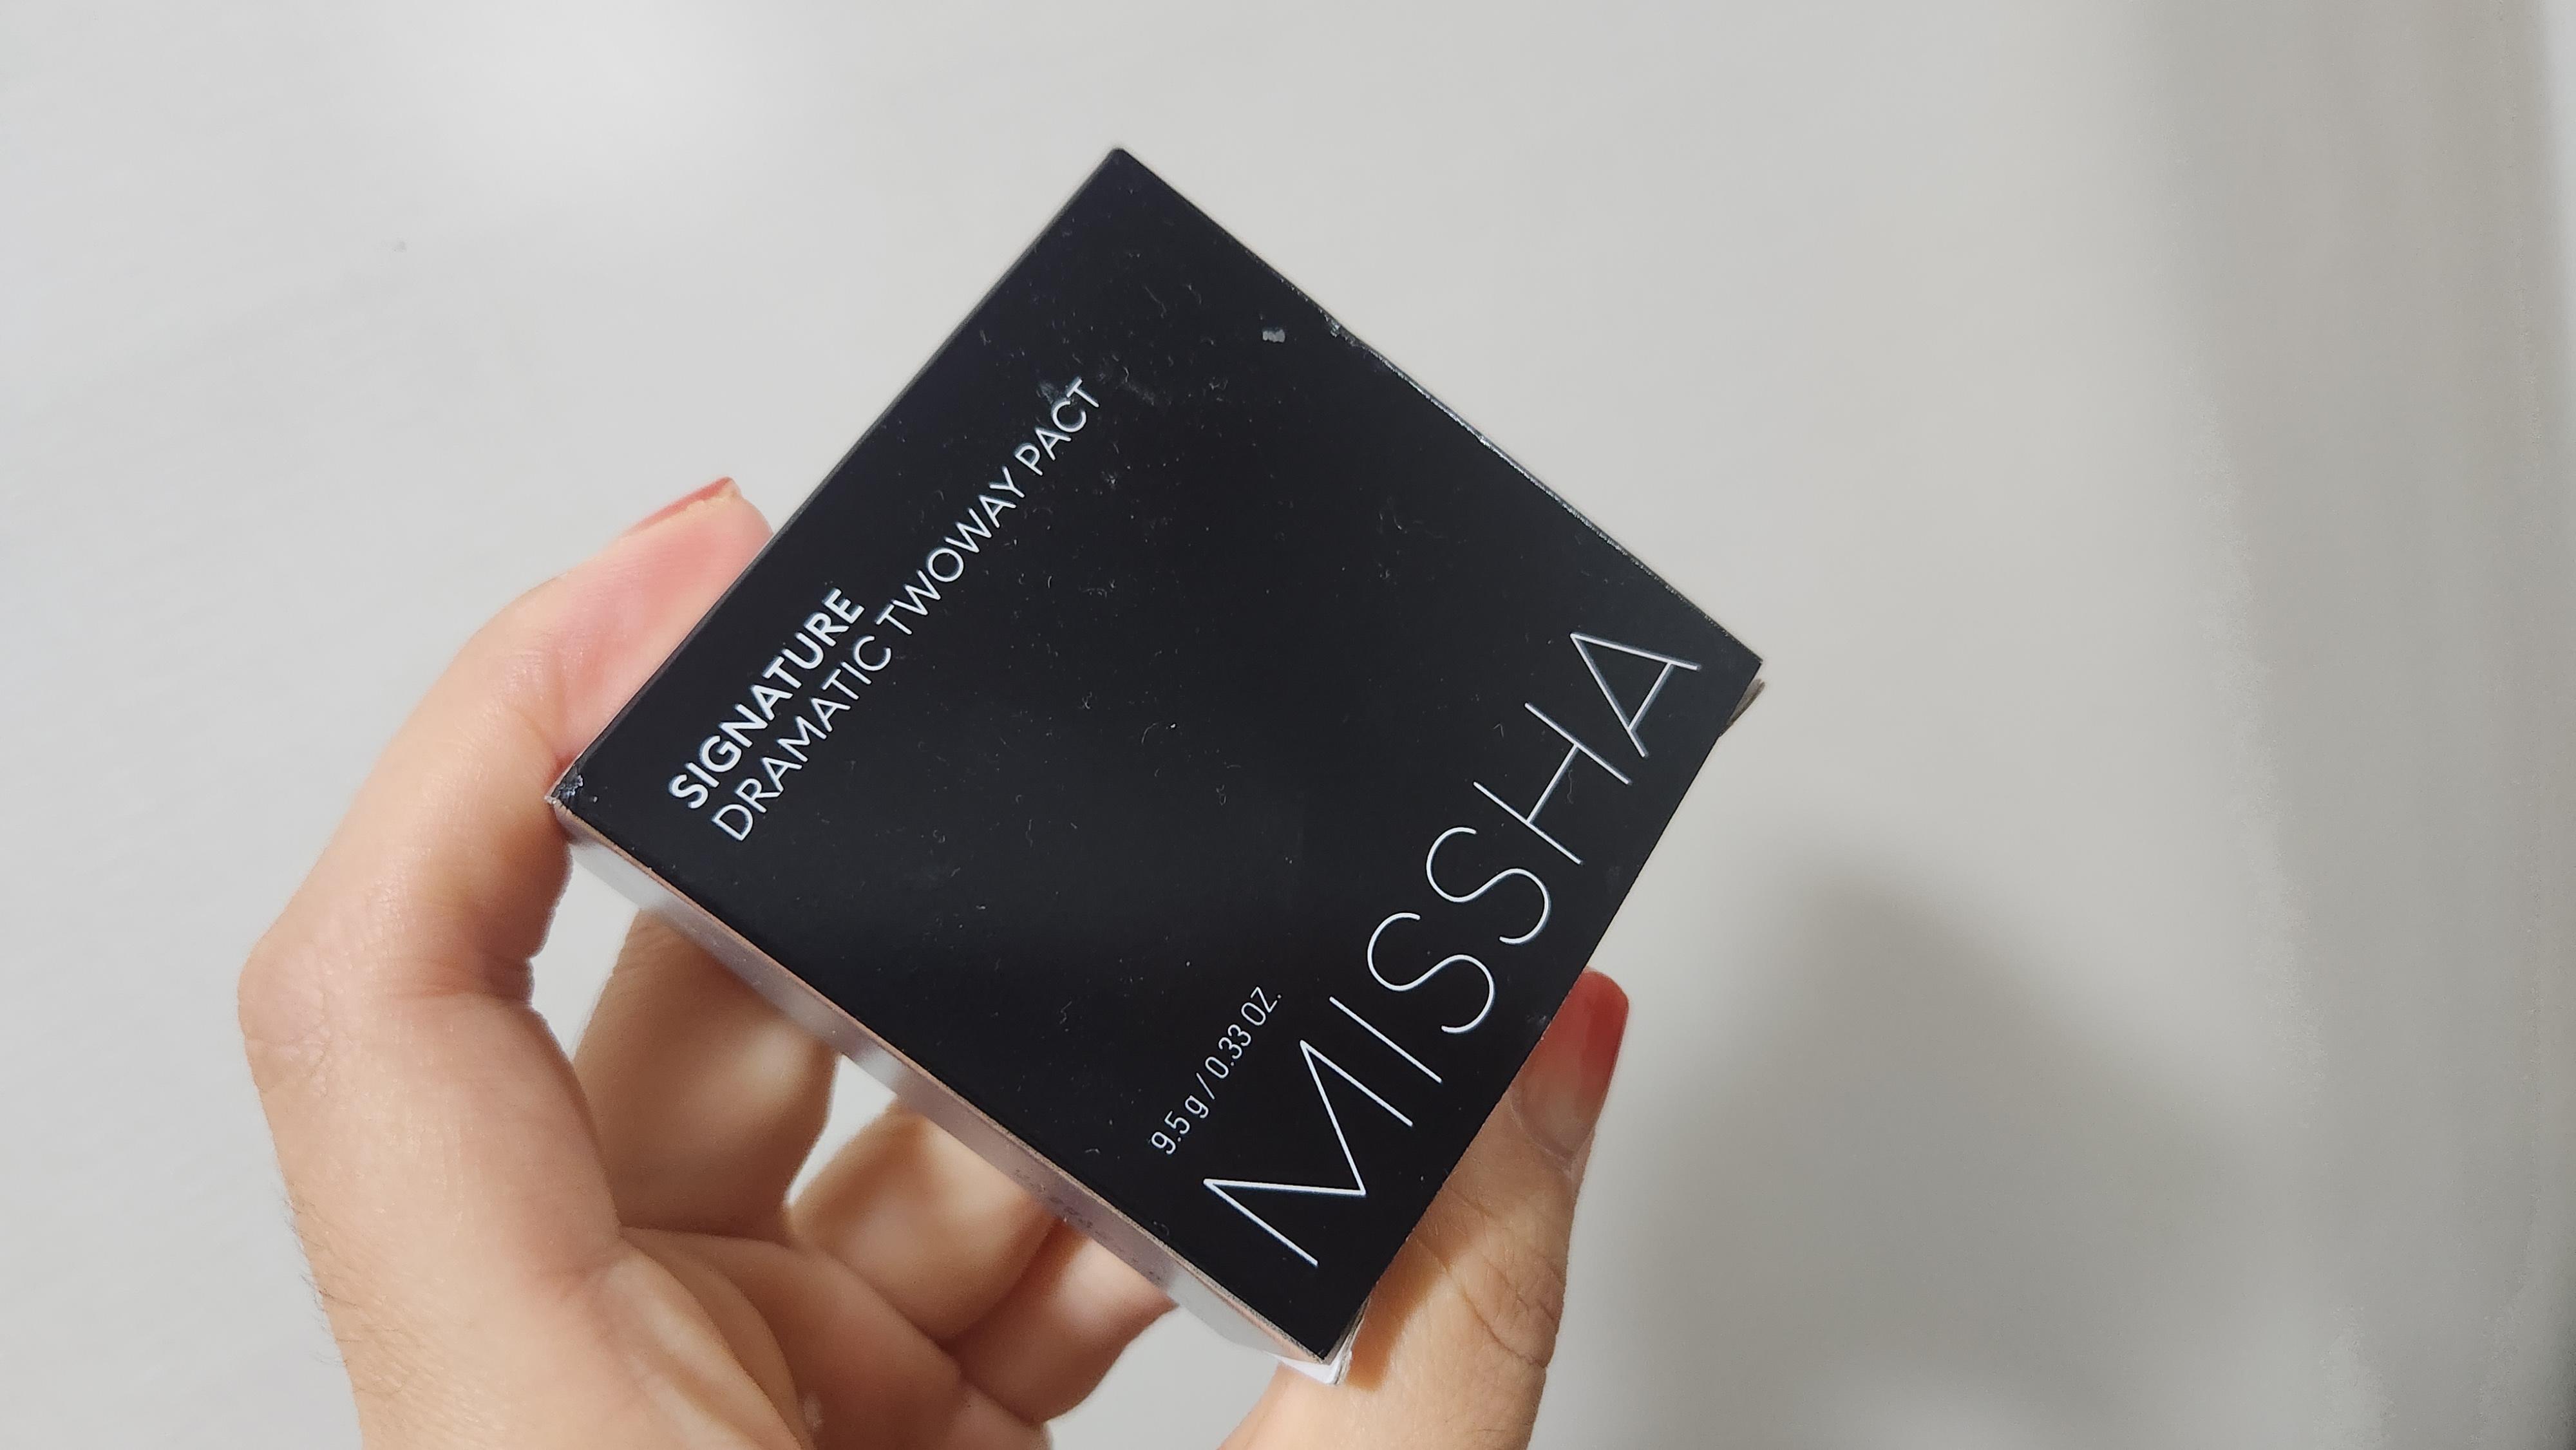 SIGNATURE
DRAMATIC TWOWAY PACT
9.5 g / 0.33 OZ.
MISSHA